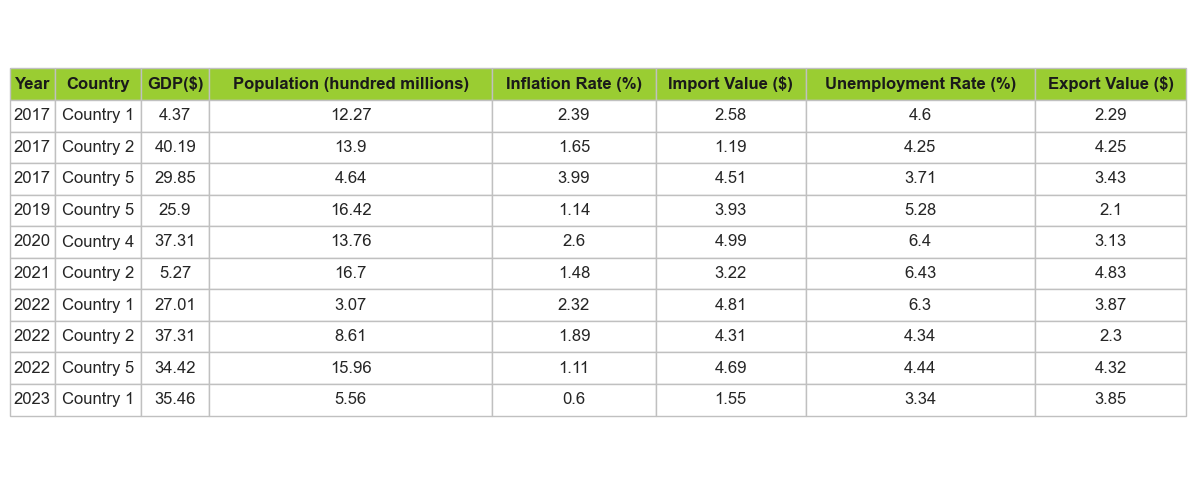 Year Country GDP($) Population (hundred millions) Inflation Rate (%) Import Value ($) Unemployment Rate (%) Export Value ($)
2017 Country 1 4.37 12.27 2.39 2.58 4.6 2.29
2017 Country 2 40.19 13.9 1.65 1.19 4.25 4.25
2017 Country 5 29.85 4.64 3.99 4.51 3.71 3.43
2019 Country 5 25.9 16.42 1.14 3.93 5.28 2.1
2020 Country 4 37.31 13.76 2.6 4.99 6.4 3.13
2021 Country 2 5.27 16.7 1.48 3.22 6.43 4.83
2022 Country 1 27.01 3.07 2.32 4.81 6.3 3.87
2022 Country 2 37.31 8.61 1.89 4.31 4.34 2.3
2022 Country 5 34.42 15.96 1.11 4.69 4.44 4.32
2023 Country 1 35.46 5.56 0.6 1.55 3.34 3.85